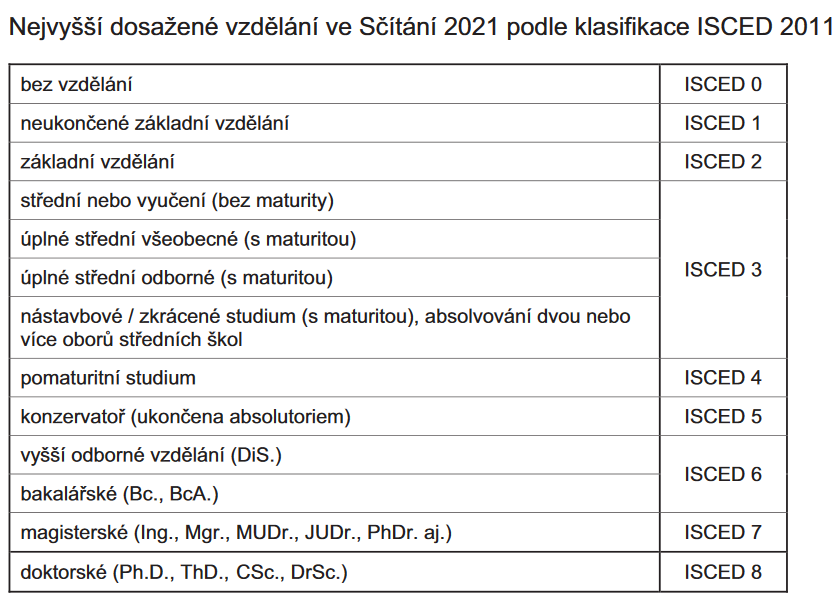 Nejvyšší dosažené vzdělání ve Sčítání 2021 podle klasifikace ISCED 2011
bez vzdělání ISCED 0
neukončené základní vzdělání ISCED 1
základní vzdělání ISCED 2
střední nebo vyučení (bez maturity)
úplné střední všeobecné (s maturitou)
ISCED 3
úplné střední odborné (s maturitou)
nástavbové / zkrácené studium (s maturitou), absolvování dvou nebo
více oborů středních škol
pomaturitní studium ISCED 4
konzervatoř (ukončena absolutoriem) ISCED 5
vyšší odborné vzdělání (DiS.)
ISCED 6
bakalářské (Bc., BcA.)
magisterské (Ing., Mgr., MUDr., JUDr., PhDr. aj.) ISCED 7
doktorské (Ph.D., ThD., CSc., DrSc.) ISCED 8